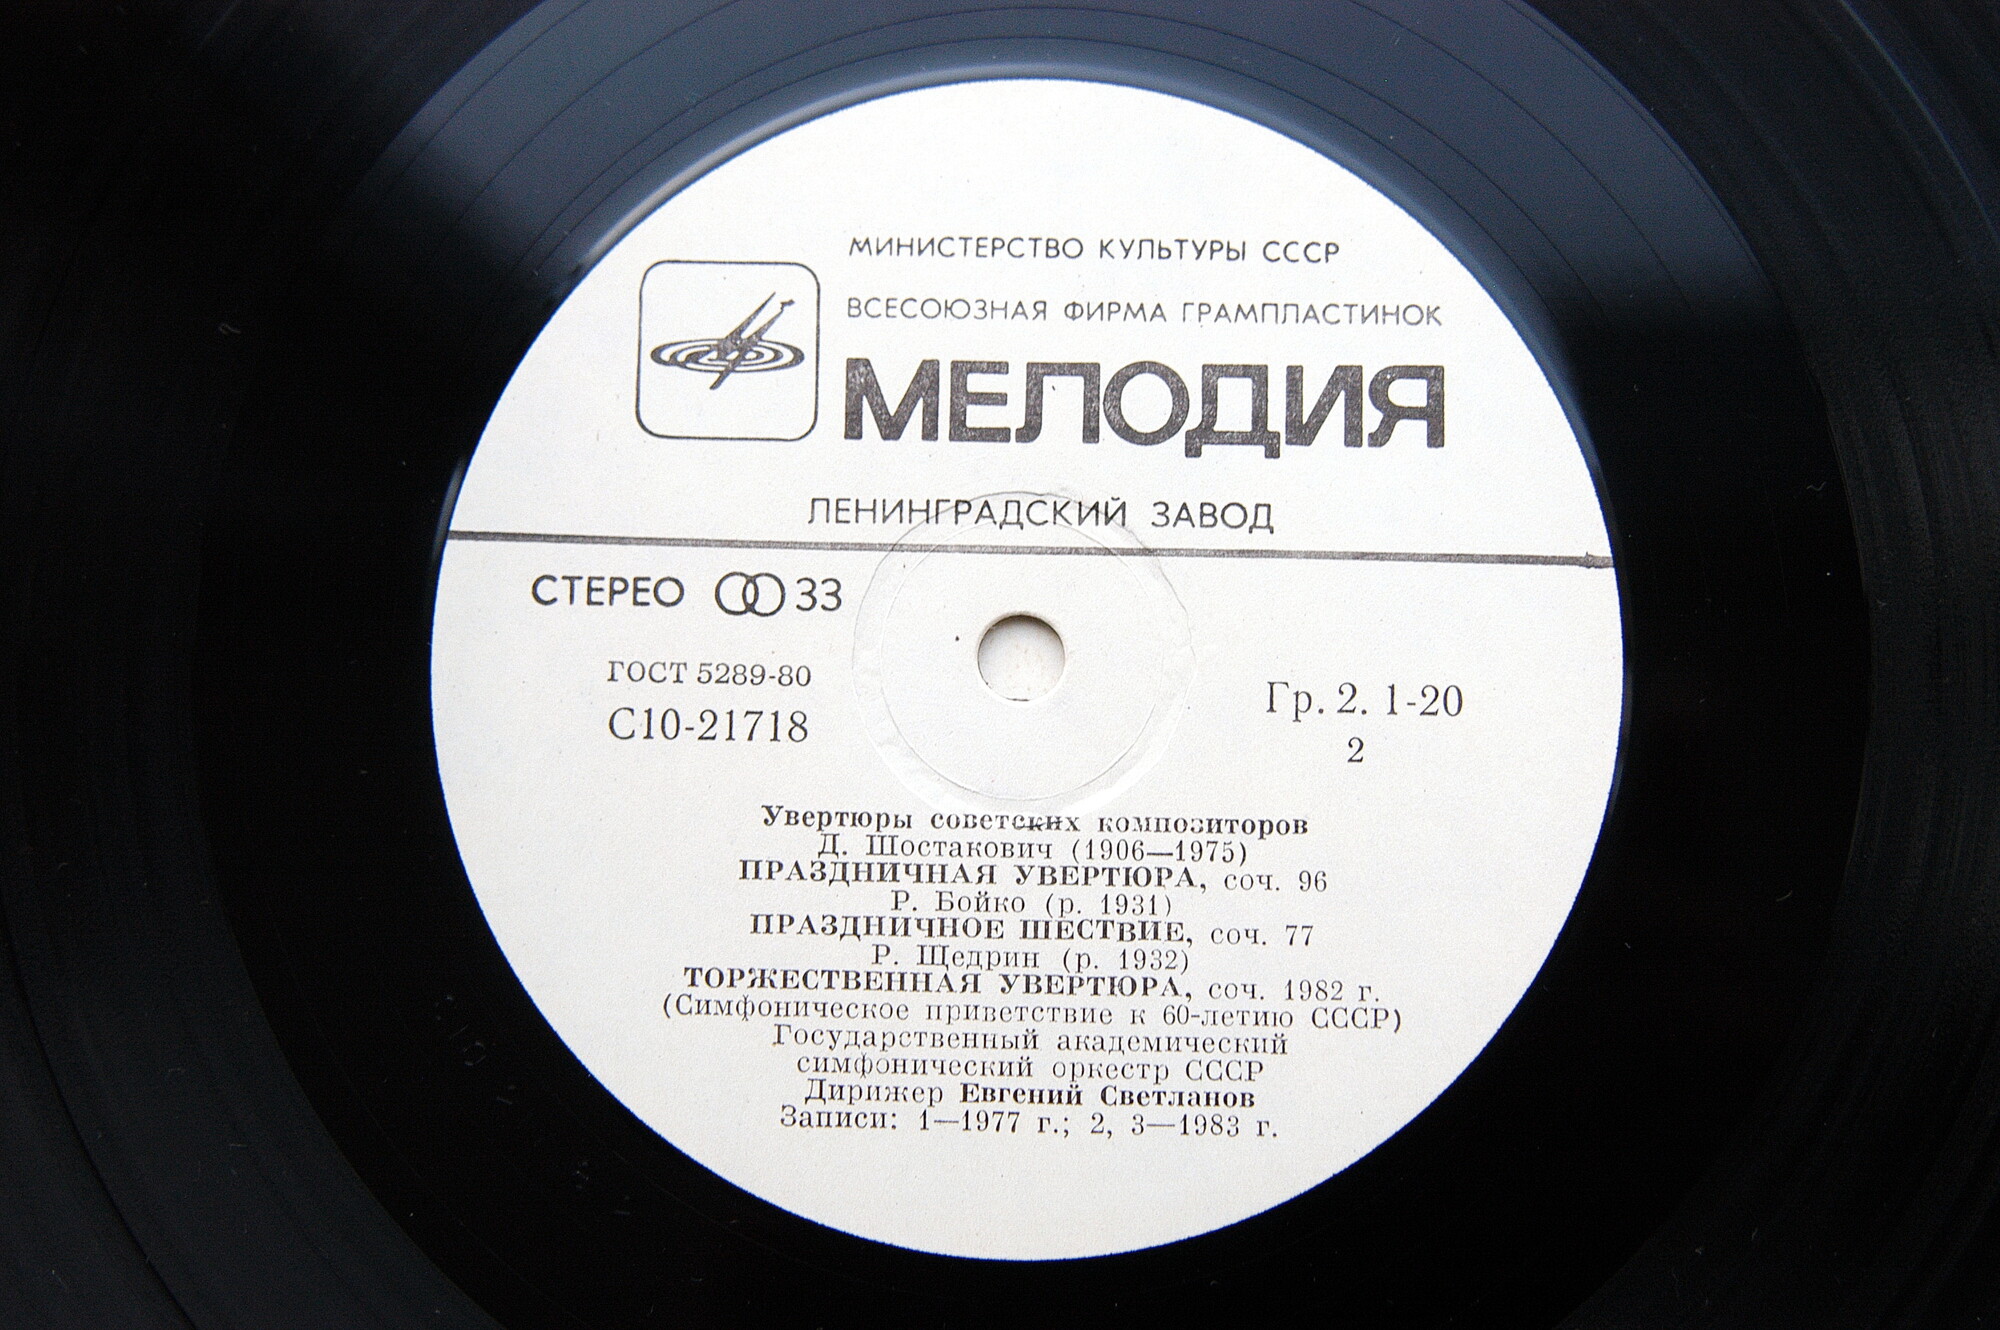 МИНИСТЕРСТВО КУЛЬТУРЫ СССР
ВСЕСОЮЗНАЯ ФИРМА ГРАМПЛАСТИНОК
МЕЛОДИЯ
ЛЕНИНГРАДСКИЙ ЗАВОД
СТЕРЕО 33
ГОСТ 5289-80
С10-21718
Гр. 2. 1-20
2
Увертюры советских композиторов
Д. Шостакович (1906—1975)
ПРАЗДНИЧНАЯ УВЕРТЮРА, соч. 96
Р. Бойко (р. 1931)
ПРАЗДНИЧНОЕ ШЕСТВИЕ, соч. 77
Р. Щедрин (р. 1932)
ТОРЖЕСТВЕННАЯ УВЕРТЮРА, соч. 1982 г.
(Симфоническое приветствие к 60-летию СССР)
Государственный академический
симфонический оркестр СССР
Дирижер Евгений Светланов
Записи: 1—1977 г.; 2, 3—1983 г.